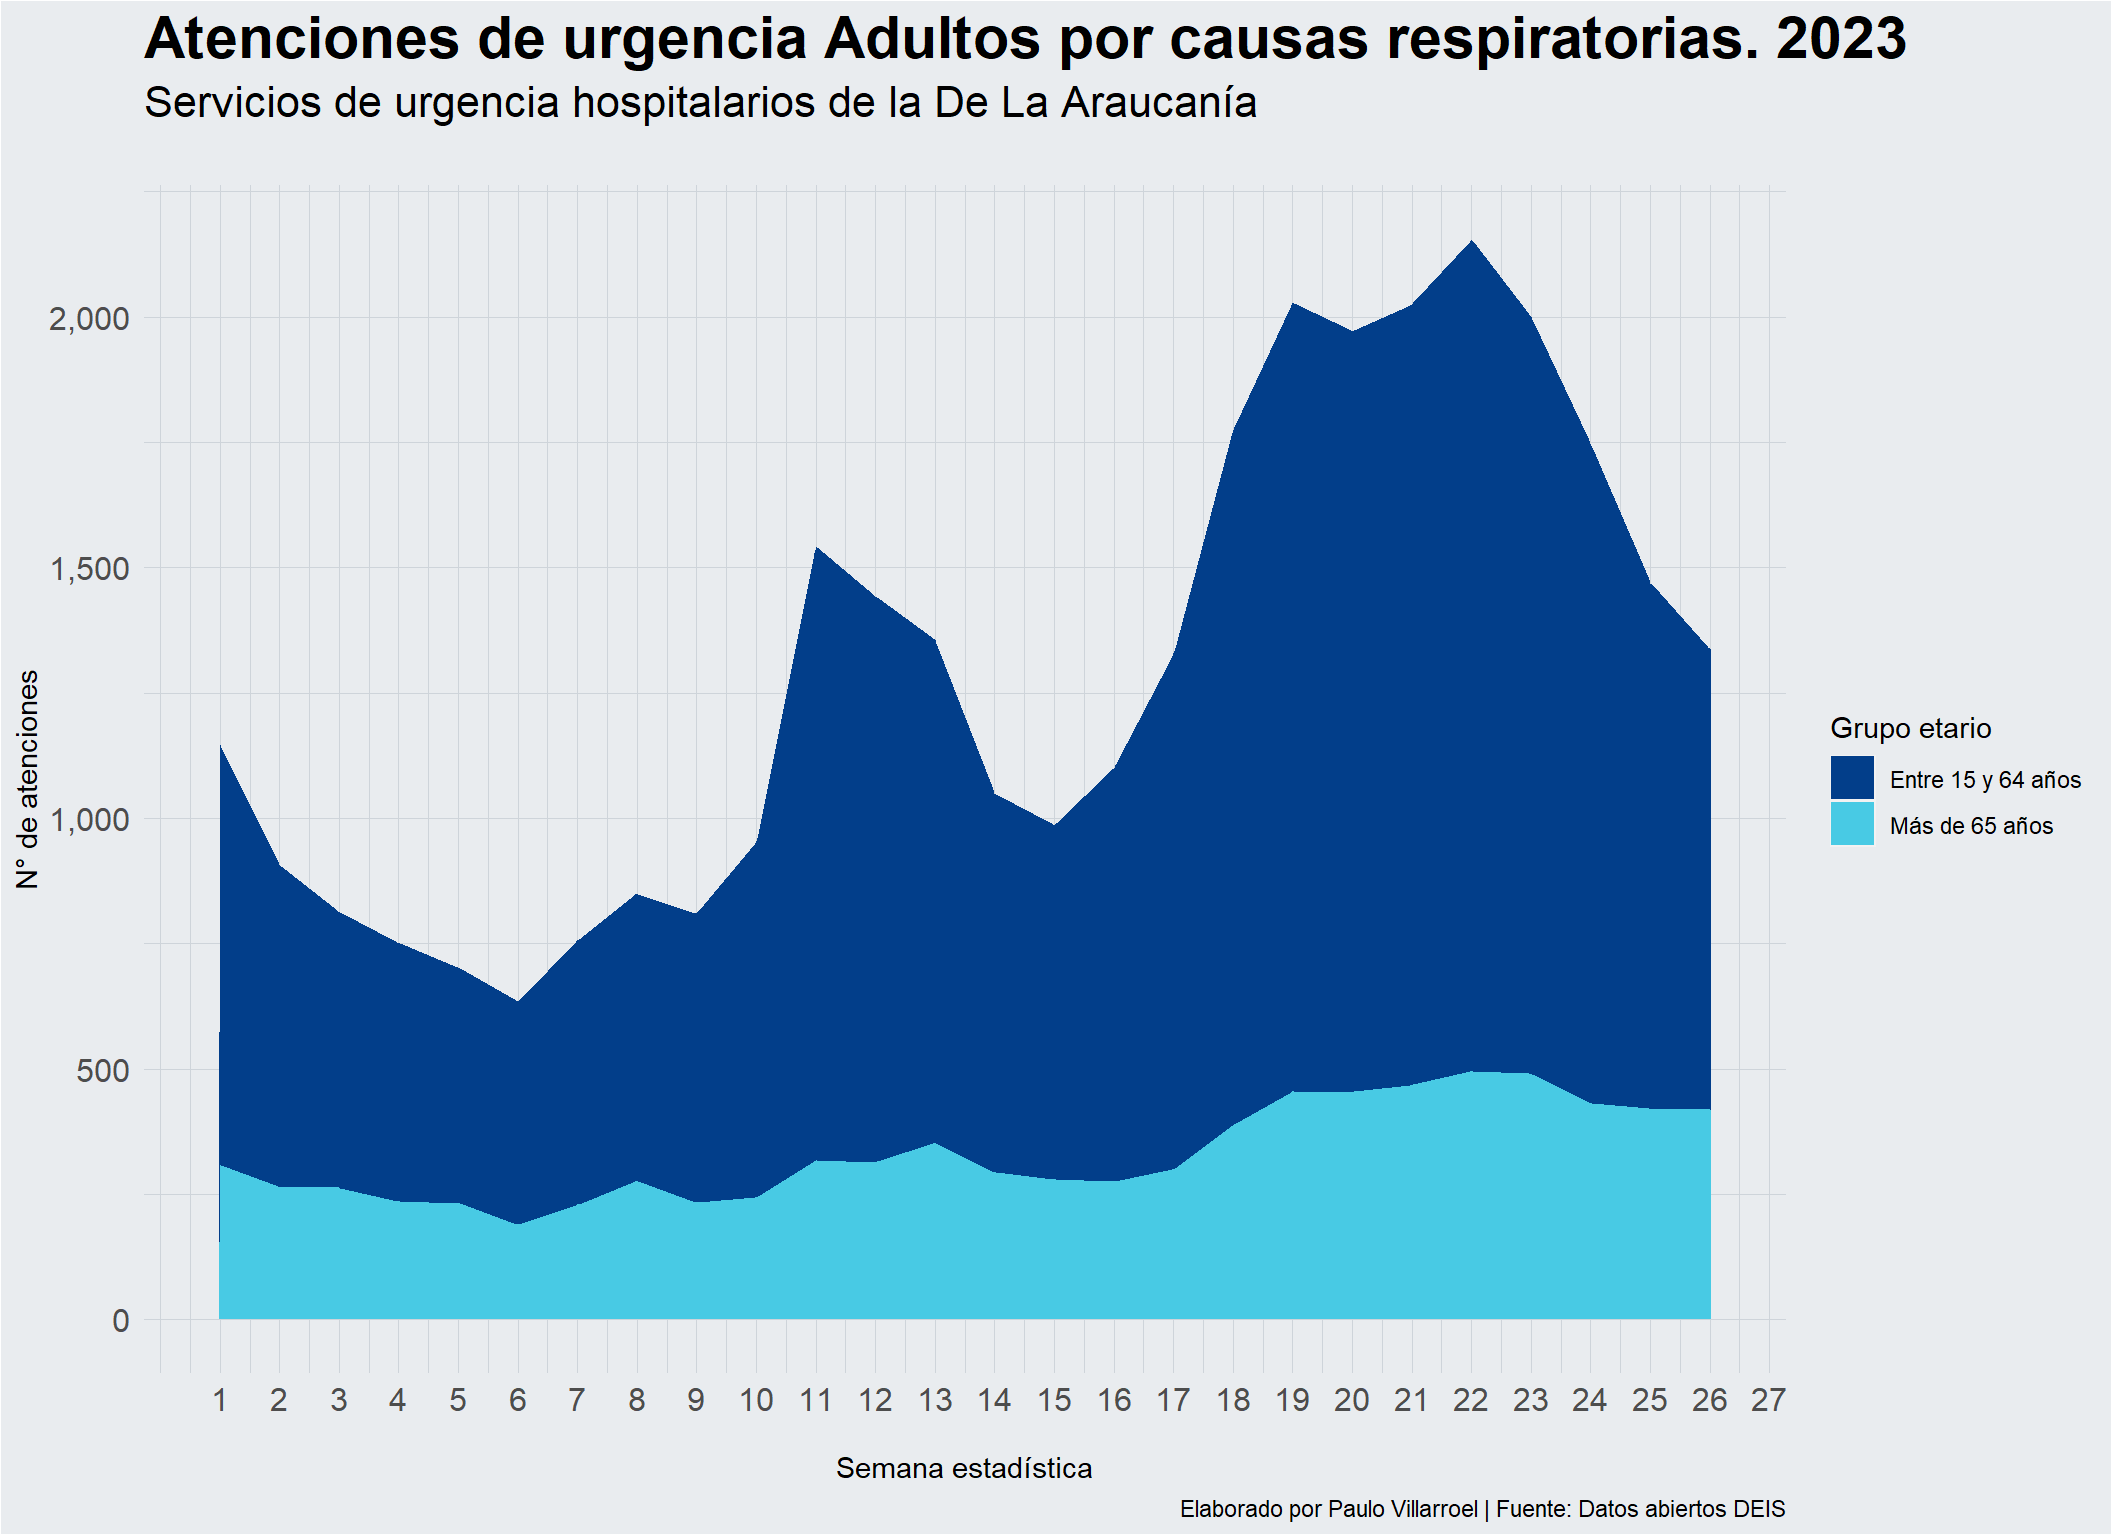 Atenciones de urgencia Adultos por causas respiratorias. 2023
Servicios de urgencia hospitalarios de la De La Araucanía
2,000
1,500
1,000
500
0
N° de atenciones
1 2 3 4 5 6 7 8 9 10 11 12 13 14 15 16 17 18 19 20 21 22 23 24 25 26 27
Semana estadística
Grupo etario
Entre 15 y 64 años
Más de 65 años
Elaborado por Paulo Villarroel | Fuente: Datos abiertos DEIS